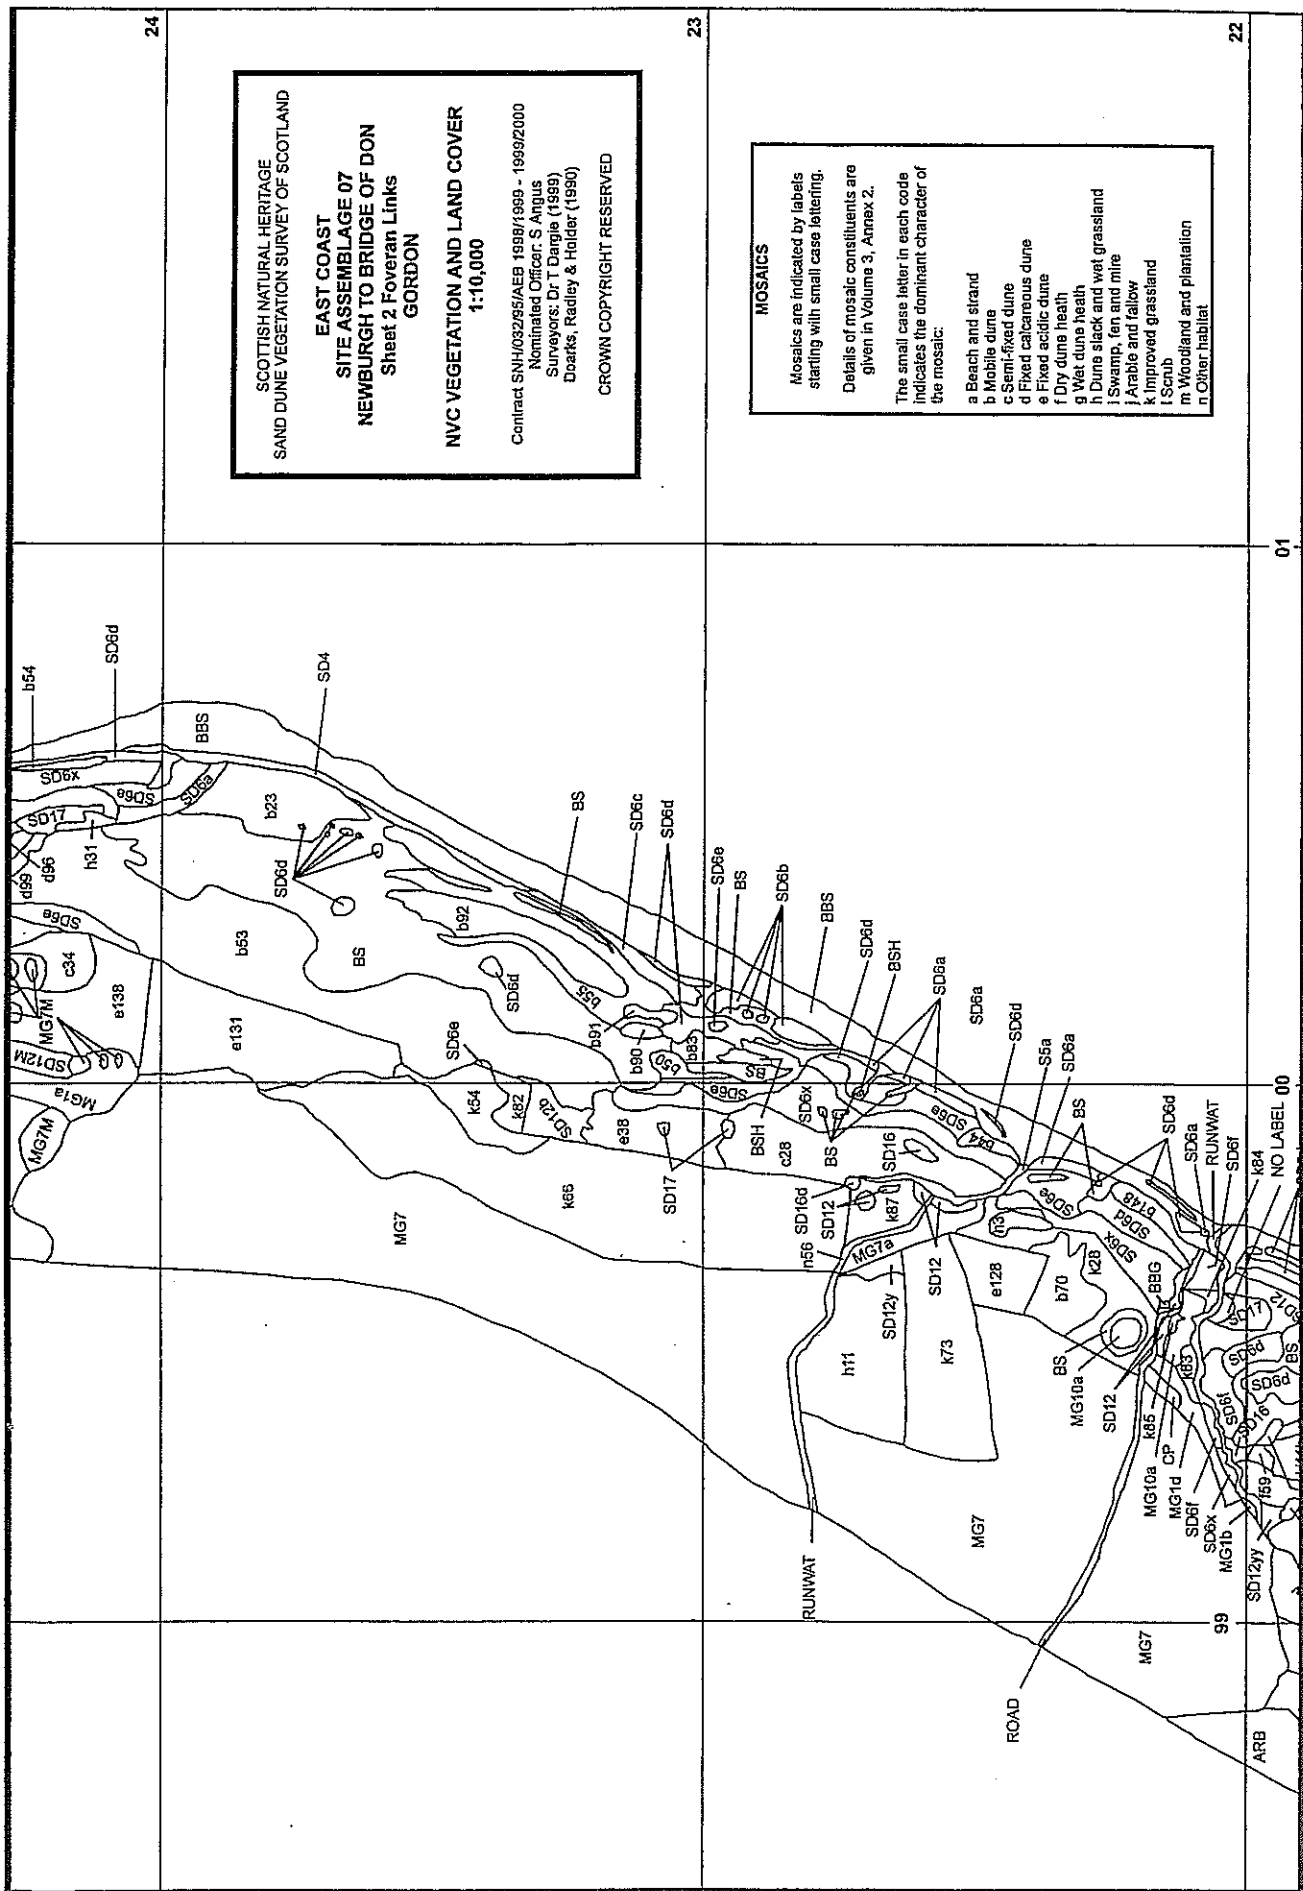 SCOTTISH NATURAL HERITAGE
SAND DUNE VEGETATION SURVEY OF SCOTLAND
EAST COAST
SITE ASSEMBLAGE 07
NEWBURGH TO BRIDGE OF DON
Sheet 2 Foveran Links
GORDON
NVC VEGETATION AND LAND COVER
1:10,000
Contract SNH/032/95/AEB 1998/1999 - 1999/2000
Nominated Officer: S Angus
Surveyors: Dr T Dargie (1999)
Doarks, Radley & Holder (1990)
CROWN COPYRIGHT RESERVED
MOSAICS
Mosaics are indicated by labels
starting with small case lettering.
Details of mosaic constituents are
given in Volume 3, Annex 2.
The small case letter in each code
indicates the dominant character of
the mosaic:
a Beach and strand
b Mobile dune
c Semi-fixed dune
d Fixed calcareous dune
e Fixed acidic dune
f Dry dune heath
g Wet dune heath
h Dune slack and wet grassland
i Swamp, fen and mire
j Arable and fallow
k Improved grassland
l Scrub
m Woodland and plantation
n Other habitat
24
23
22
01
00
99
b54
SD6d
SD6x
SD6e
SD6a
SD17
h31
d96
d99
SD6e
c34
MG7M
e138
SD12M
MG1a
MG7M
BBS
SD4
b23
SD6d
b53
BS
b92
e131
SD6d
b55
BS
SD6c
SD6d
SD6e
k54
k82
SD12b
e38
b91
b90
b50
b83
BS
SD6e
SD17
k66
MG7
SD6e
BS
SD6b
BBS
SD6d
BSH
SD6a
SD6a
SD6d
S5a
SD6a
BS
SD6d
SD6a
RUNWAT
SD6f
k84
NO LABEL
BSH
c28
SD6x
BS
SD6e
b44
SD16
SD16d
SD12
k87
n56
MG7a
SD12y
SD12
h3
SD6e
b148
SD6d
SD6x
k28
e128
b70
BBG
h11
k73
BS
MG10a
SD12
k85
MG10a
CP
MG1d
SD6f
SD6x
MG1b
SD12yy
k83
SD17
SD12
SD6d
BS
SD6d
SD6f
SD16
f59
RUNWAT
MG7
ROAD
MG7
ARB